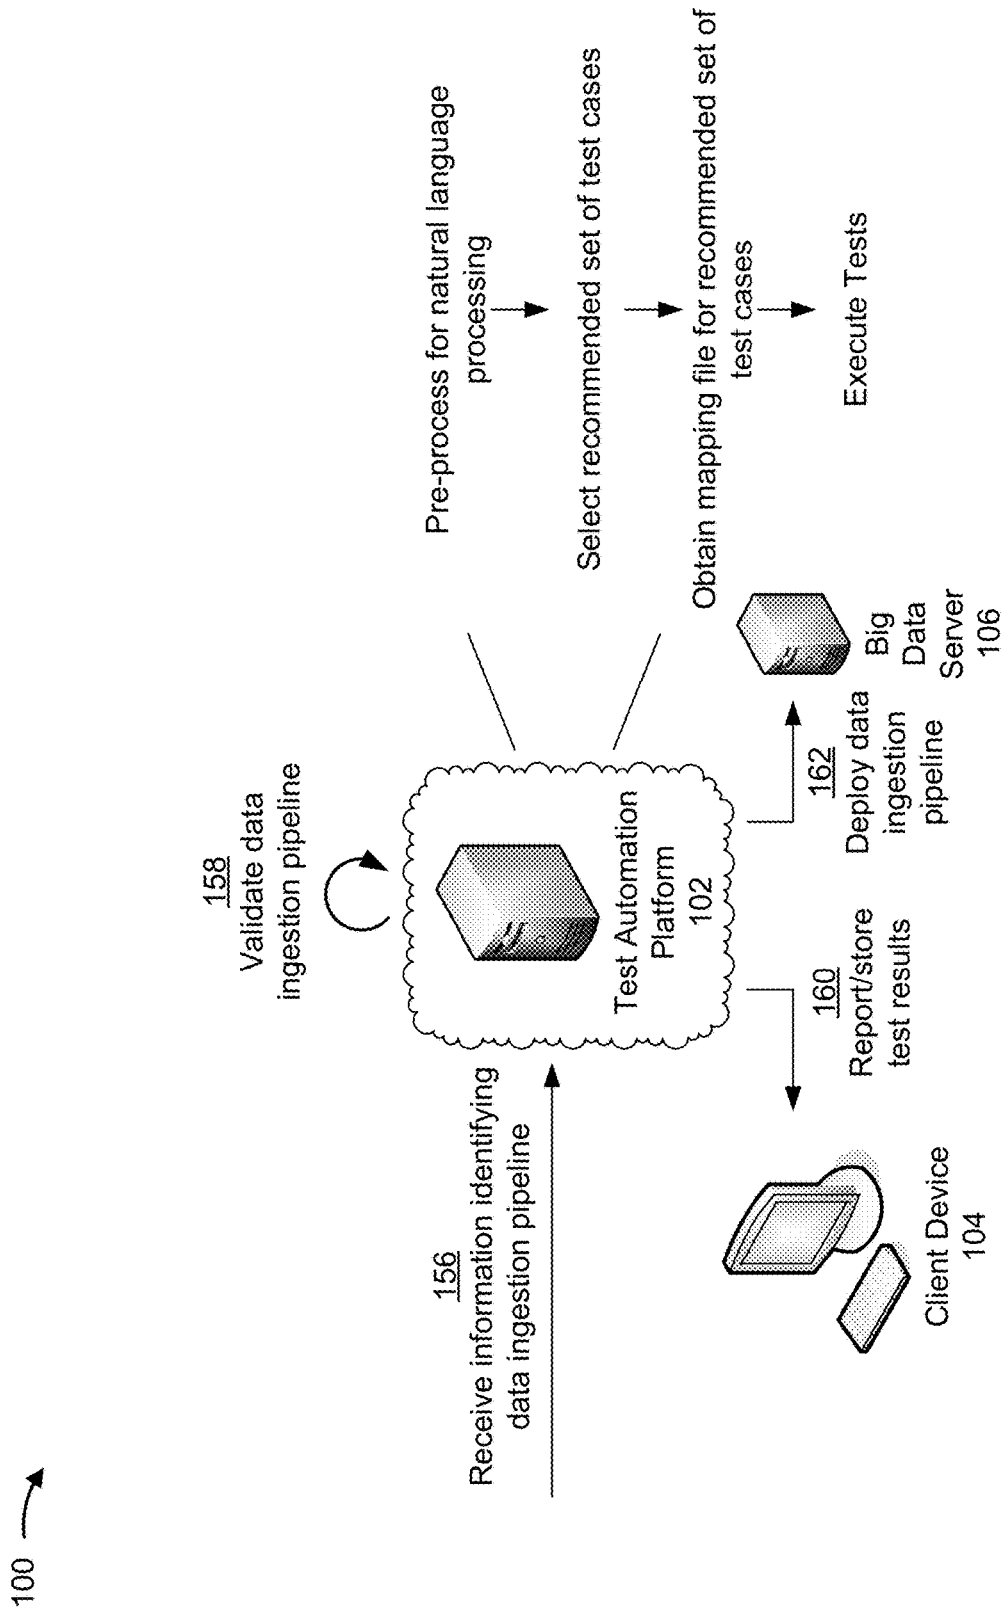 100
156
Receive information identifying
data ingestion pipeline
158
Validate data
ingestion pipeline
Test Automation
Platform
102
Pre-process for natural language
processing
Select recommended set of test cases
Obtain mapping file for recommended set of
test cases
Execute Tests
160
Report/store
test results
162
Deploy data
ingestion
pipeline
Client Device
104
Big
Data
Server
106